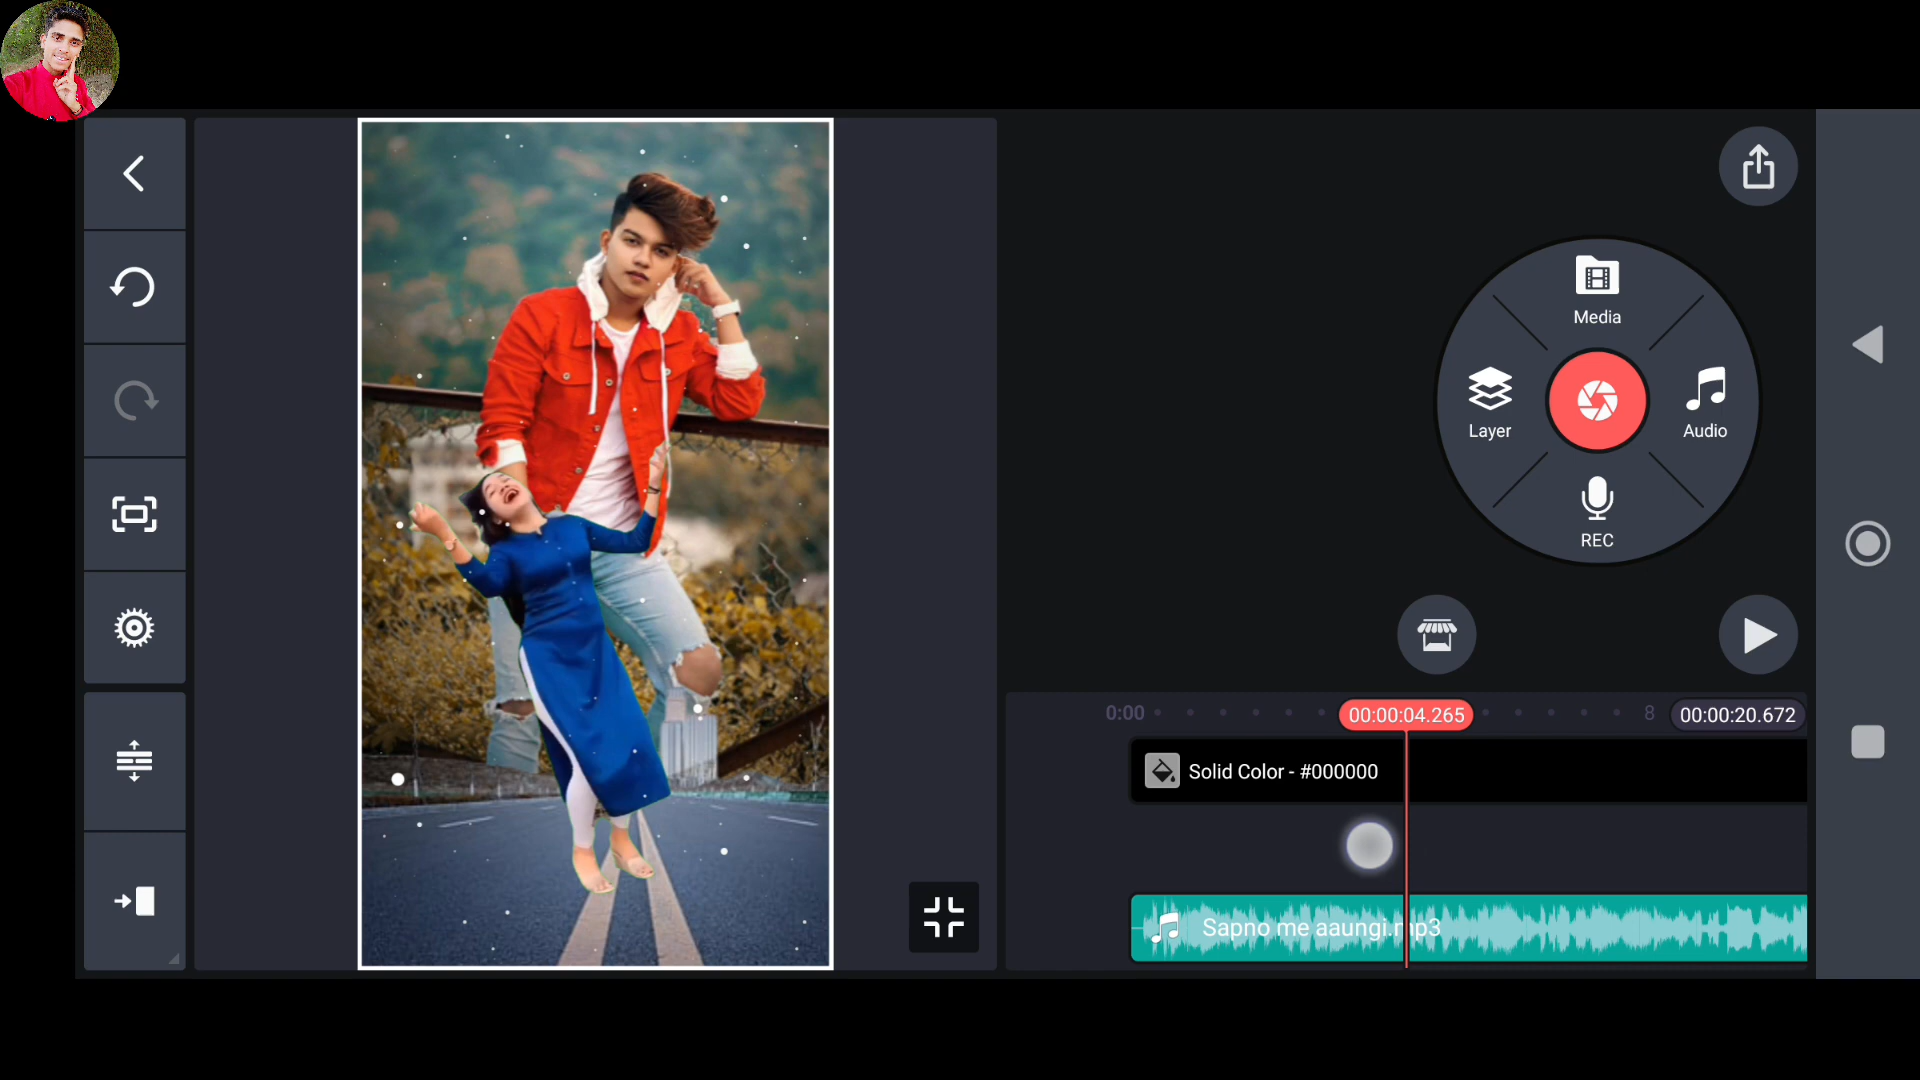 Media
Layer
Audio
REC
0:00
00:00:04.265
8
00:00:20.672
Solid Color - #000000
Sapno me aaungi.mp3